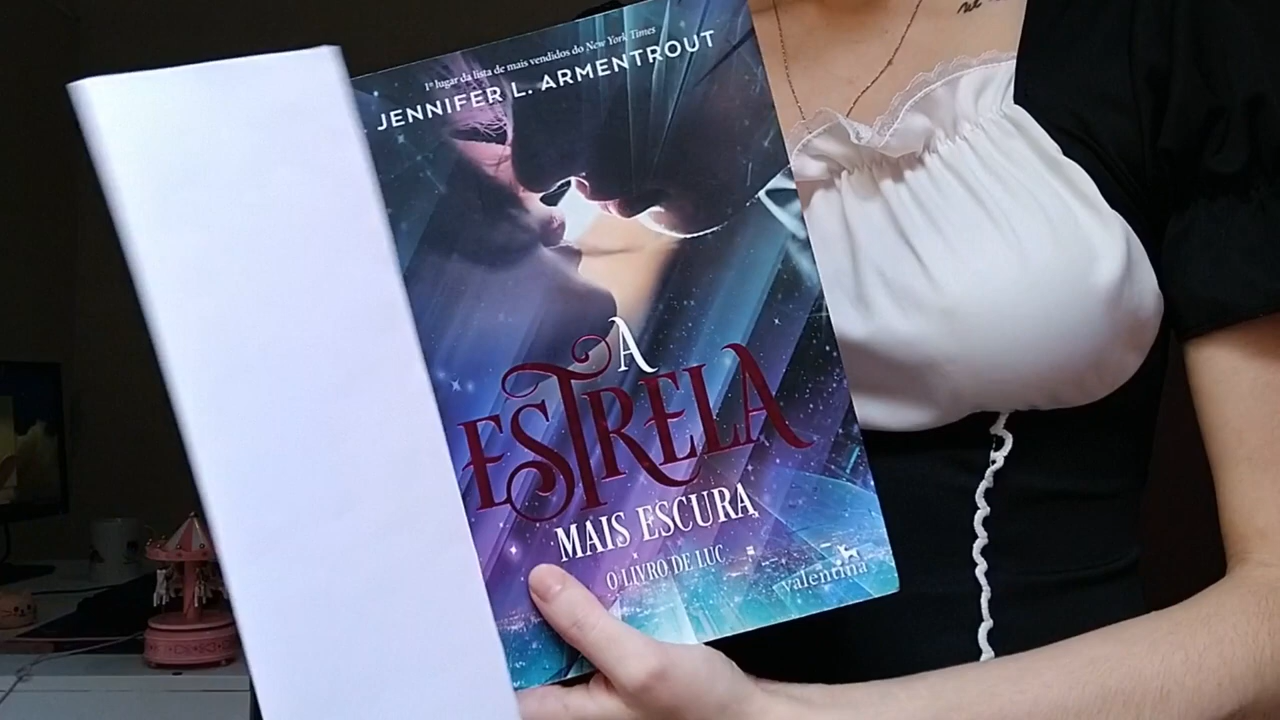 1º lugar da lista de mais vendidos do New York Times
JENNIFER L. ARMENTROUT
A
ESTRELA
MAIS ESCURA
O LIVRO DE LUC
valentina